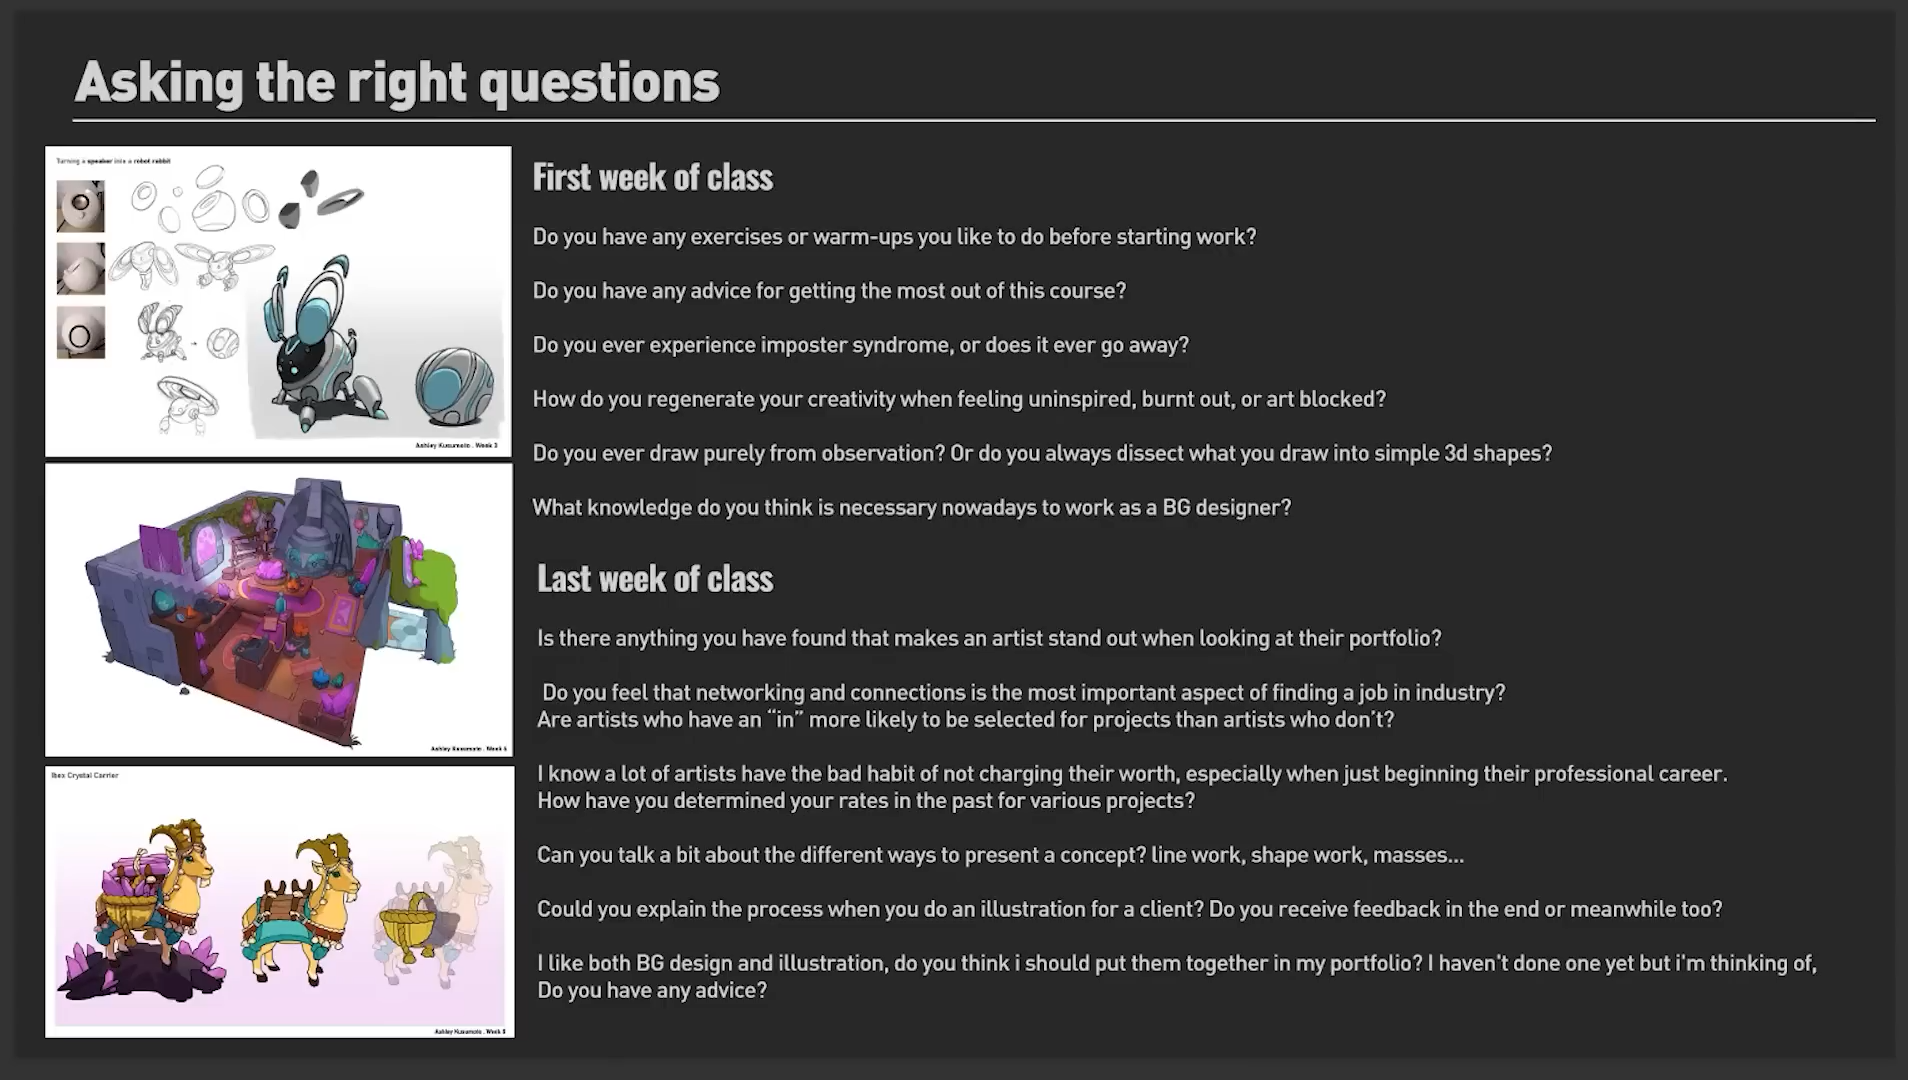 Asking the right questions
Turning a speaker into a robot rabbit
Ashley Kusumoto . Week 3
Ashley Kusumoto . Week 6
Ibex Crystal Carrier
Ashley Kusumoto . Week 8
First week of class
Do you have any exercises or warm-ups you like to do before starting work?
Do you have any advice for getting the most out of this course?
Do you ever experience imposter syndrome, or does it ever go away?
How do you regenerate your creativity when feeling uninspired, burnt out, or art blocked?
Do you ever draw purely from observation? Or do you always dissect what you draw into simple 3d shapes?
What knowledge do you think is necessary nowadays to work as a BG designer?
Last week of class
Is there anything you have found that makes an artist stand out when looking at their portfolio?
Do you feel that networking and connections is the most important aspect of finding a job in industry?
Are artists who have an “in” more likely to be selected for projects than artists who don’t?
I know a lot of artists have the bad habit of not charging their worth, especially when just beginning their professional career.
How have you determined your rates in the past for various projects?
Can you talk a bit about the different ways to present a concept? line work, shape work, masses...
Could you explain the process when you do an illustration for a client? Do you receive feedback in the end or meanwhile too?
I like both BG design and illustration, do you think i should put them together in my portfolio? I haven't done one yet but i'm thinking of,
Do you have any advice?